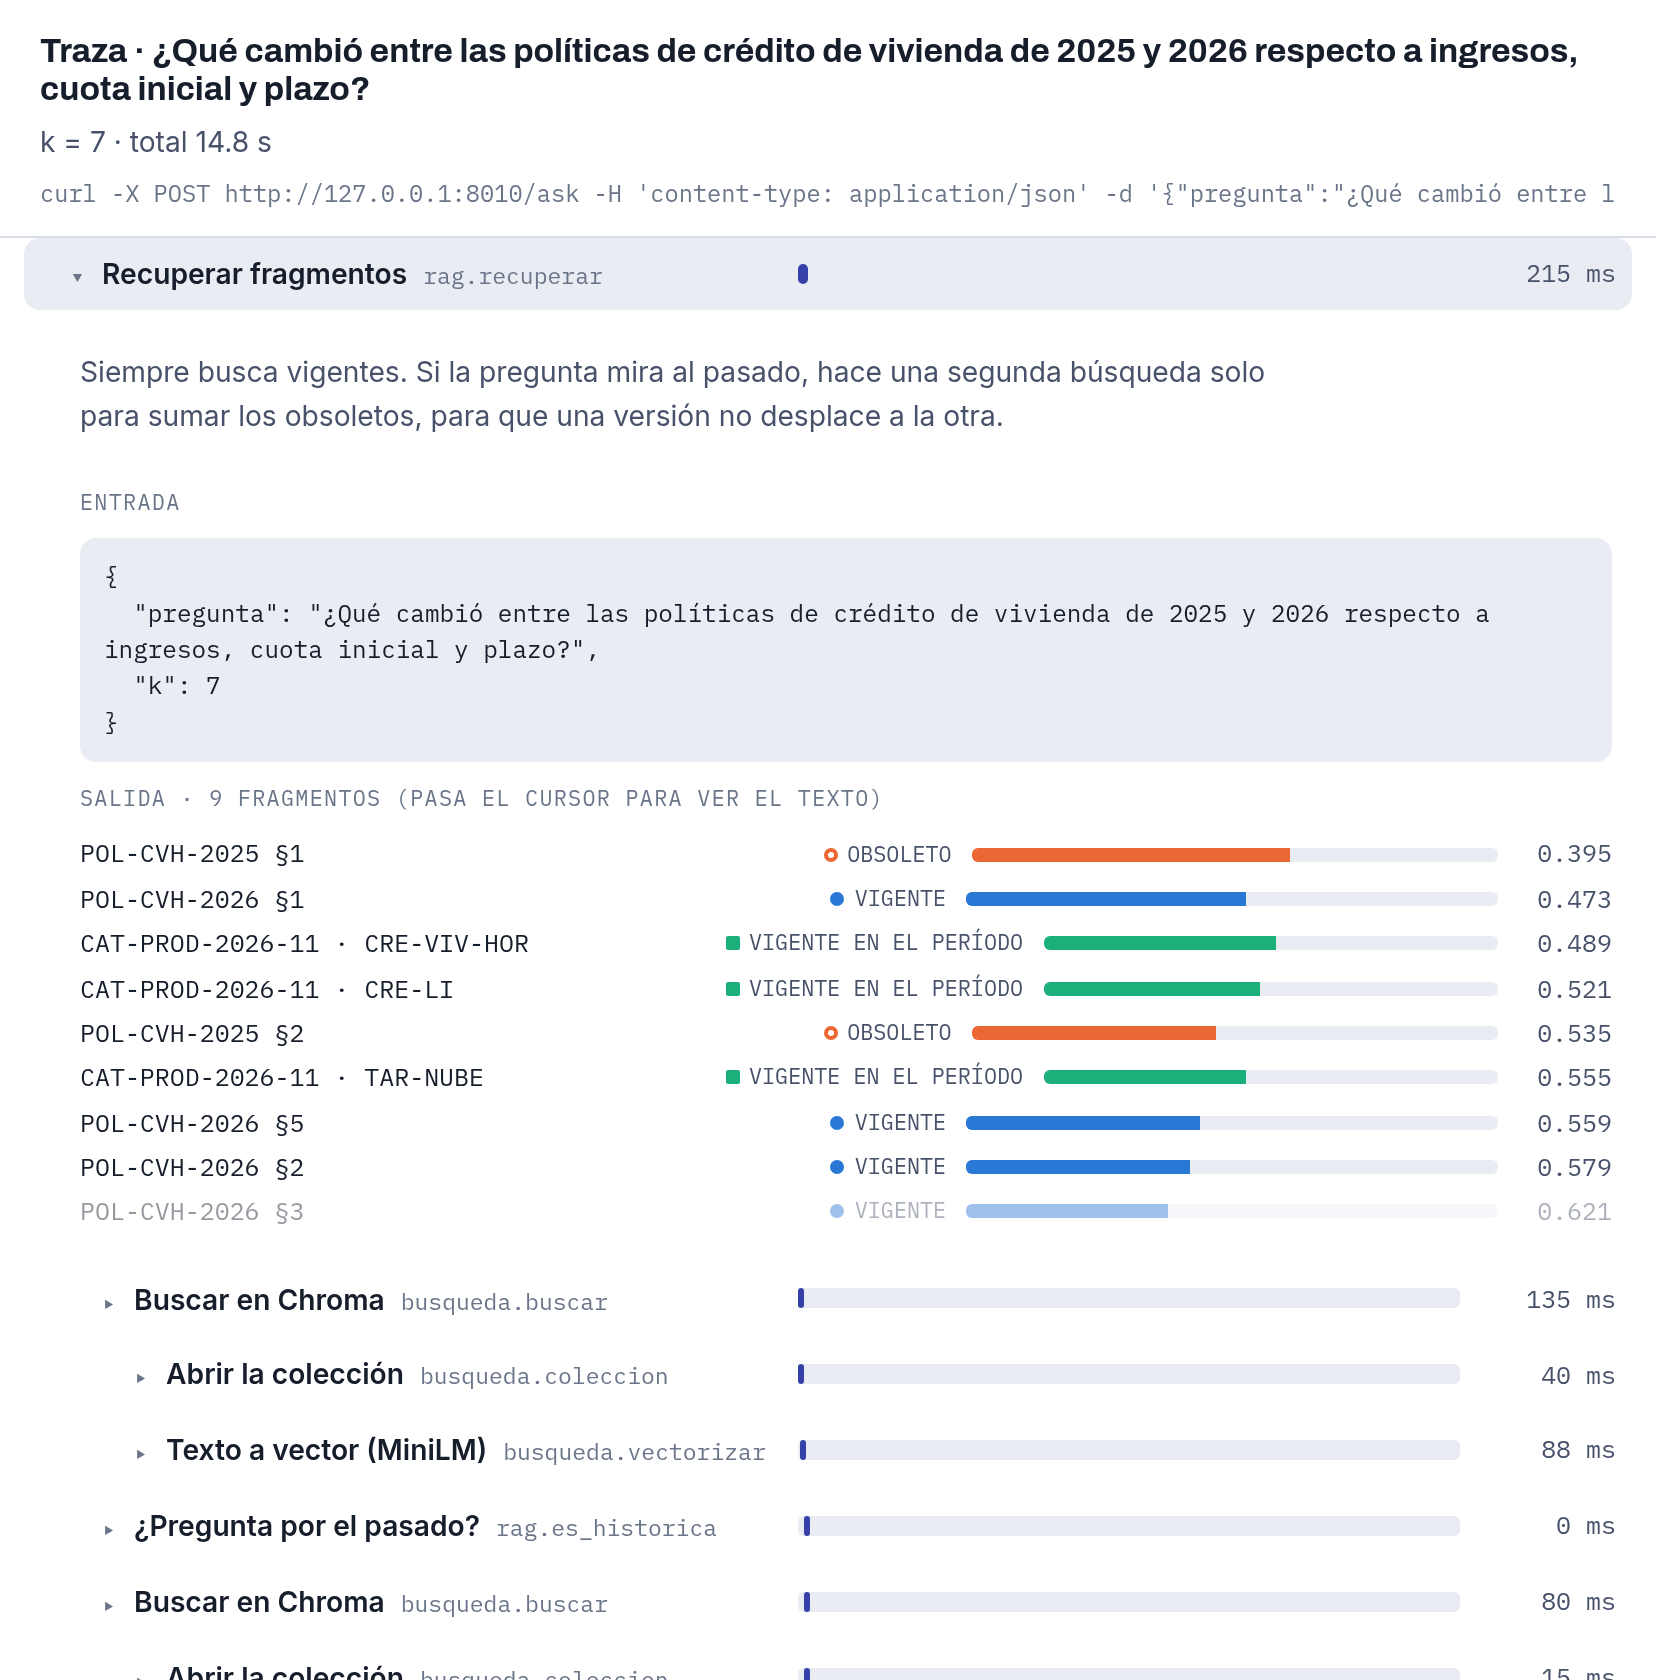 Traza · ¿Qué cambió entre las políticas de crédito de vivienda de 2025 y 2026 respecto a ingresos,
cuota inicial y plazo?
k = 7 · total 14.8 s
curl -X POST http://127.0.0.1:8010/ask -H 'content-type: application/json' -d '{"pregunta":"¿Qué cambió entre l
▾ Recuperar fragmentos rag.recuperar 215 ms
Siempre busca vigentes. Si la pregunta mira al pasado, hace una segunda búsqueda solo
para sumar los obsoletos, para que una versión no desplace a la otra.
ENTRADA
{
"pregunta": "¿Qué cambió entre las políticas de crédito de vivienda de 2025 y 2026 respecto a
ingresos, cuota inicial y plazo?",
"k": 7
}
SALIDA · 9 FRAGMENTOS (PASA EL CURSOR PARA VER EL TEXTO)
POL-CVH-2025 §1 OBSOLETO 0.395
POL-CVH-2026 §1 VIGENTE 0.473
CAT-PROD-2026-11 · CRE-VIV-HOR VIGENTE EN EL PERÍODO 0.489
CAT-PROD-2026-11 · CRE-LI VIGENTE EN EL PERÍODO 0.521
POL-CVH-2025 §2 OBSOLETO 0.535
CAT-PROD-2026-11 · TAR-NUBE VIGENTE EN EL PERÍODO 0.555
POL-CVH-2026 §5 VIGENTE 0.559
POL-CVH-2026 §2 VIGENTE 0.579
POL-CVH-2026 §3 VIGENTE 0.621
▸ Buscar en Chroma busqueda.buscar 135 ms
▸ Abrir la colección busqueda.coleccion 40 ms
▸ Texto a vector (MiniLM) busqueda.vectorizar 88 ms
▸ ¿Pregunta por el pasado? rag.es_historica 0 ms
▸ Buscar en Chroma busqueda.buscar 80 ms
▸ Abrir la colección busqueda.coleccion 15 ms